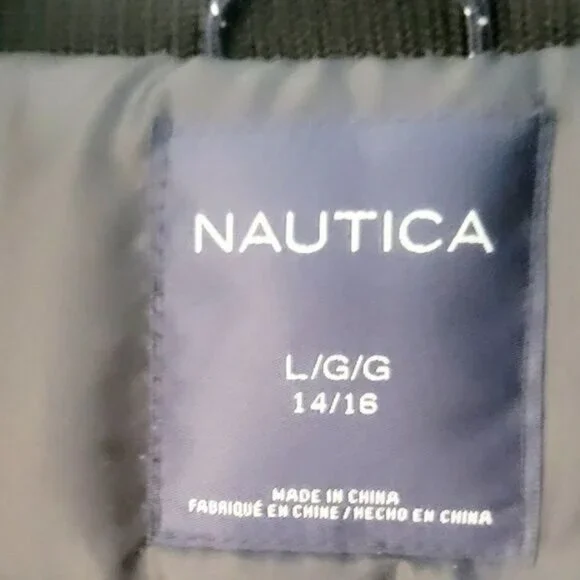 NAUTICA
L/G/G
14/16
MADE IN CHINA
FABRIQUÉ EN CHINE / HECHO EN CHINA